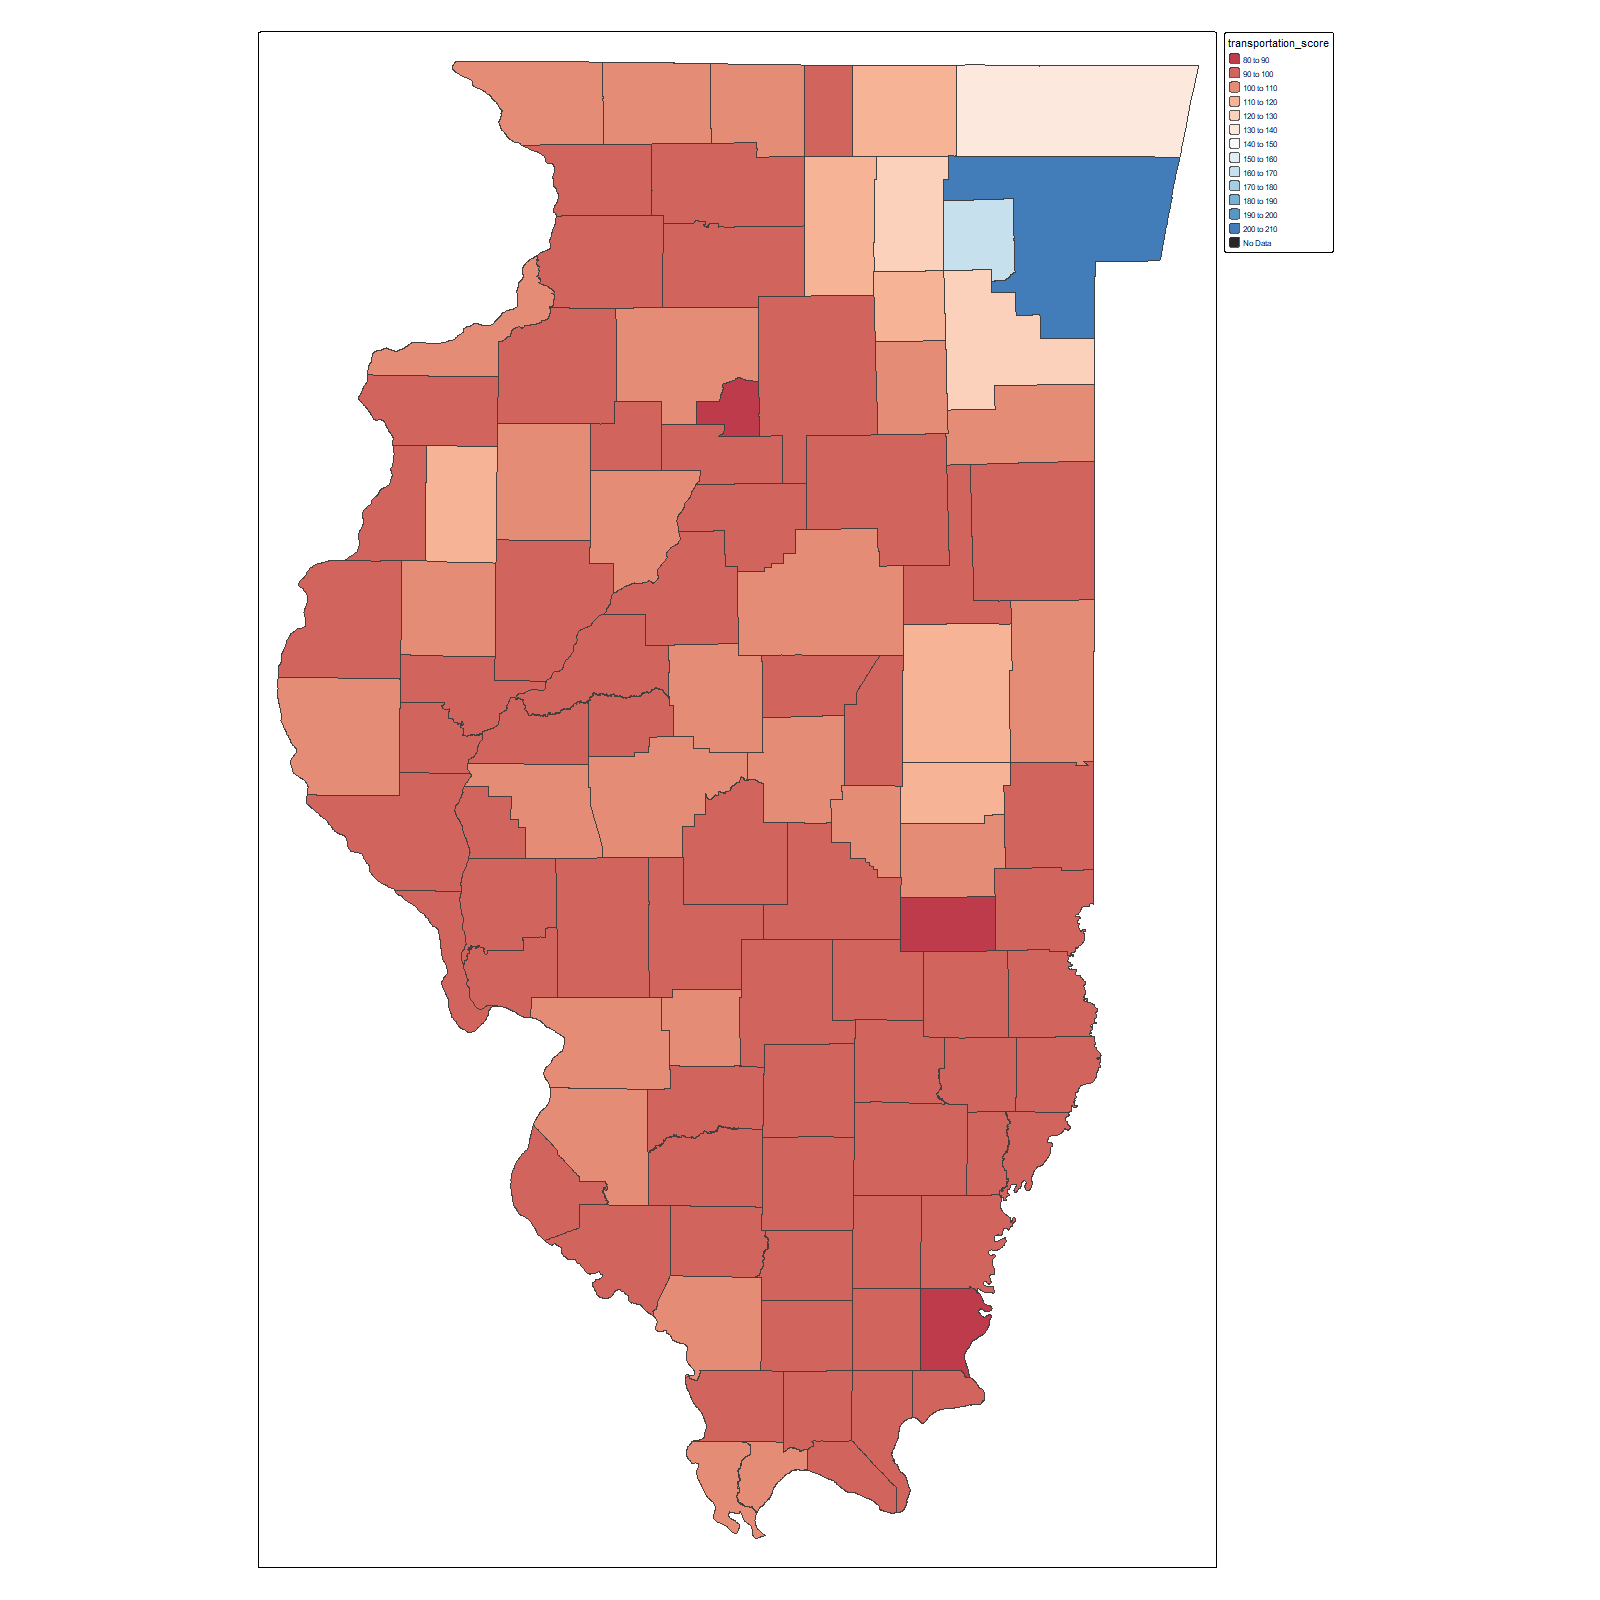 transportation_score
80 to 90
90 to 100
100 to 110
110 to 120
120 to 130
130 to 140
140 to 150
150 to 160
160 to 170
170 to 180
180 to 190
190 to 200
200 to 210
No Data